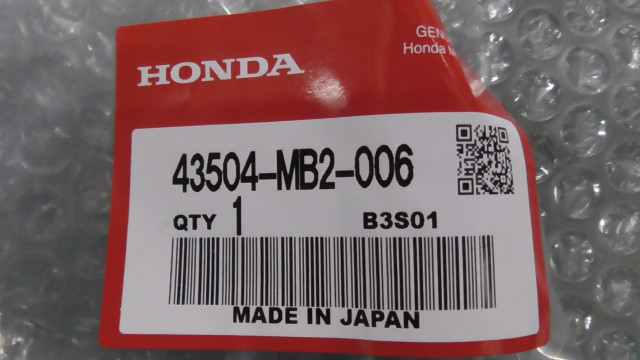 GEN
Honda
HONDA
43504-MB2-006
QTY 1 B3S01
MADE IN JAPAN